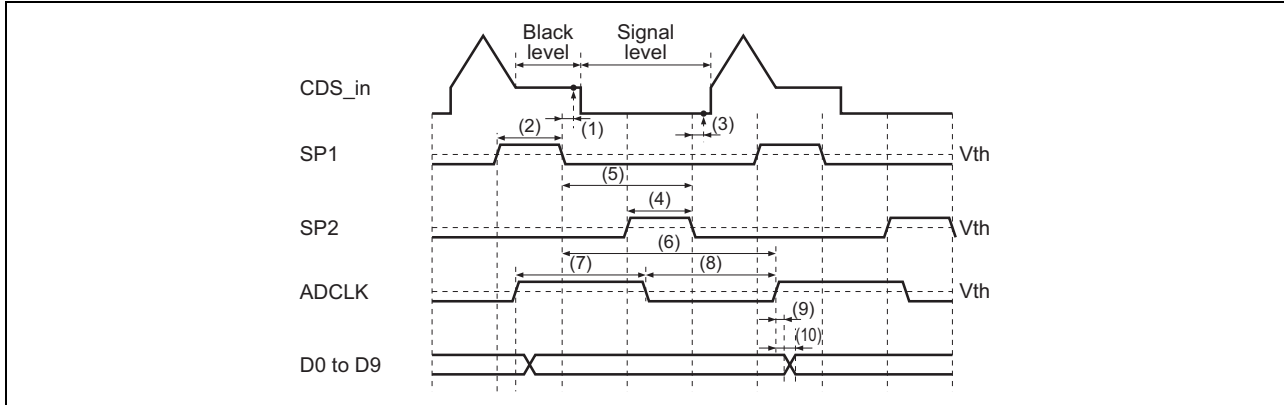 Black
level
Signal
level
CDS_in
(1)
(2)
(3)
SP1
Vth
(5)
(4)
SP2
Vth
(6)
(7)
(8)
ADCLK
Vth
(9)
(10)
D0 to D9